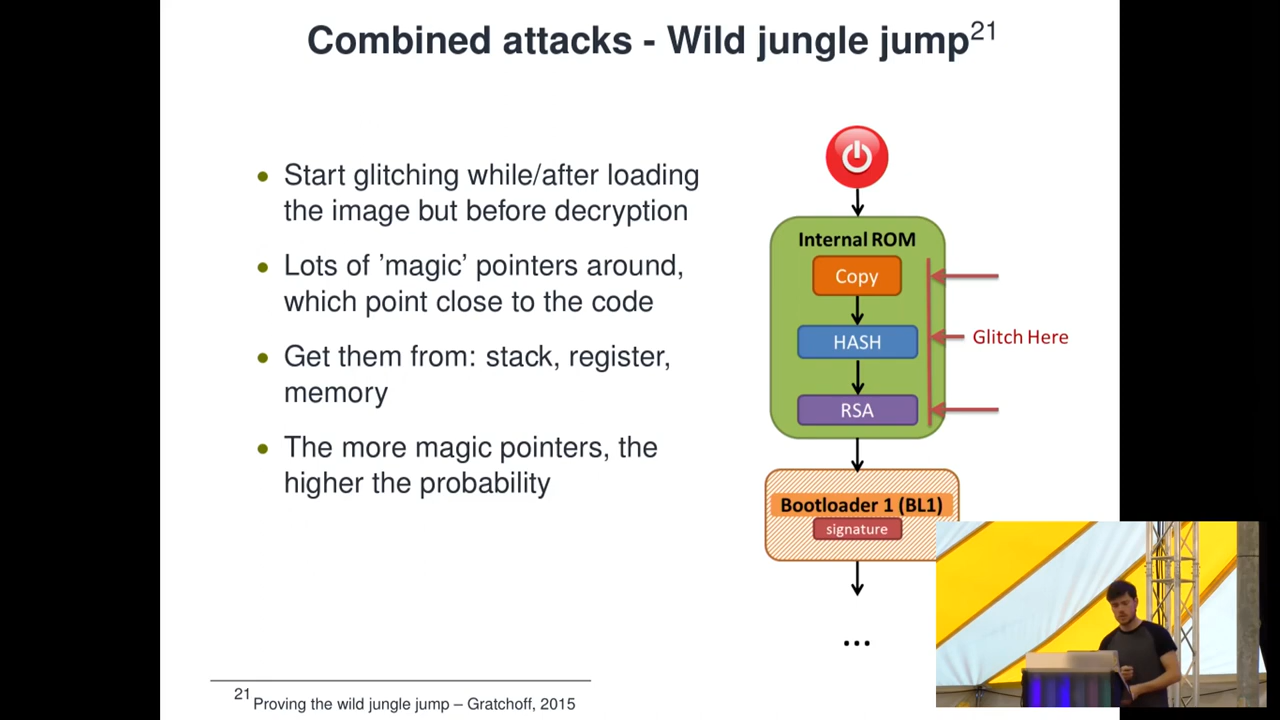 Combined attacks - Wild jungle jump21
Start glitching while/after loading
the image but before decryption
Lots of 'magic' pointers around,
which point close to the code
Get them from: stack, register,
memory
The more magic pointers, the
higher the probability
Internal ROM
Copy
HASH
Glitch Here
RSA
Bootloader 1 (BL1)
signature
...
21 Proving the wild jungle jump – Gratchoff, 2015